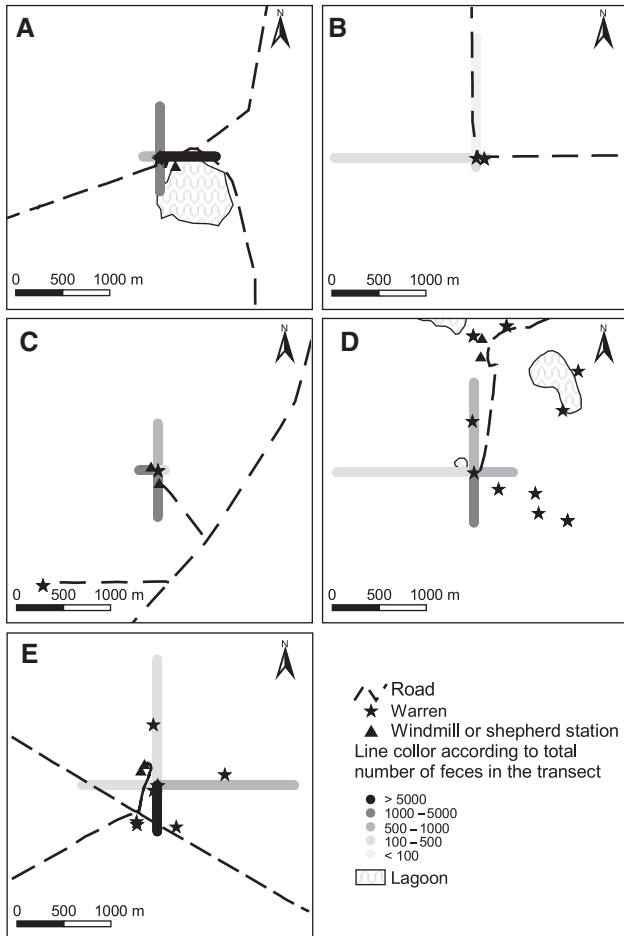 A
N
0 500 1000 m
B
N
0 500 1000 m
C
N
0 500 1000 m
D
N
0 500 1000 m
E
N
0 500 1000 m
Road
Warren
Windmill or shepherd station
Line collor according to total
number of feces in the transect
> 5000
1000 – 5000
500 – 1000
100 – 500
< 100
Lagoon